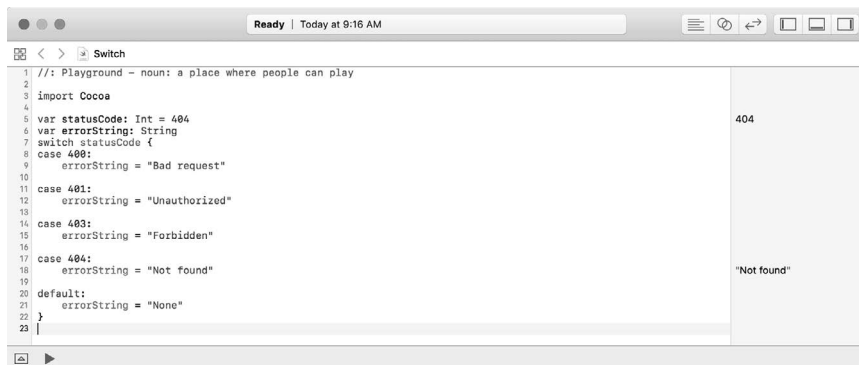 Ready | Today at 9:16 AM
Switch
1 //: Playground – noun: a place where people can play
2
3 import Cocoa
4
5 var statusCode: Int = 404 404
6 var errorString: String
7 switch statusCode {
8 case 400:
9     errorString = "Bad request"
10
11 case 401:
12     errorString = "Unauthorized"
13
14 case 403:
15     errorString = "Forbidden"
16
17 case 404:
18     errorString = "Not found" "Not found"
19
20 default:
21     errorString = "None"
22 }
23